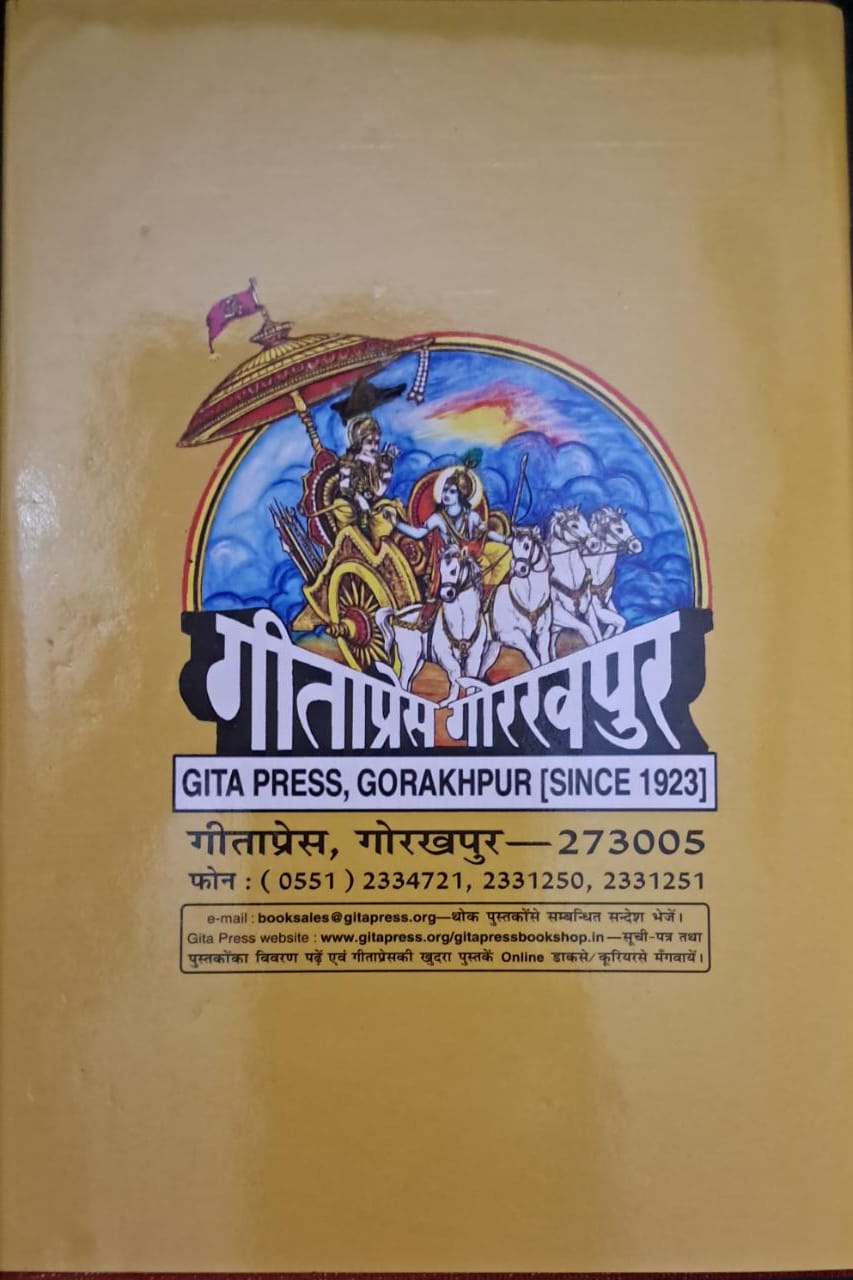 गीताप्रेस गोरखपुर
GITA PRESS, GORAKHPUR [SINCE 1923]
गीताप्रेस, गोरखपुर—273005
फोन : ( 0551 ) 2334721, 2331250, 2331251
e-mail : booksales@gitapress.org—थोक पुस्तकोंसे सम्बन्धित सन्देश भेजें।
Gita Press website : www.gitapress.org/gitapressbookshop.in—सूची-पत्र तथा
पुस्तकोंका विवरण पढ़ें एवं गीताप्रेसकी खुदरा पुस्तकें Online डाकसे/कूरियरसे मँगवायें।